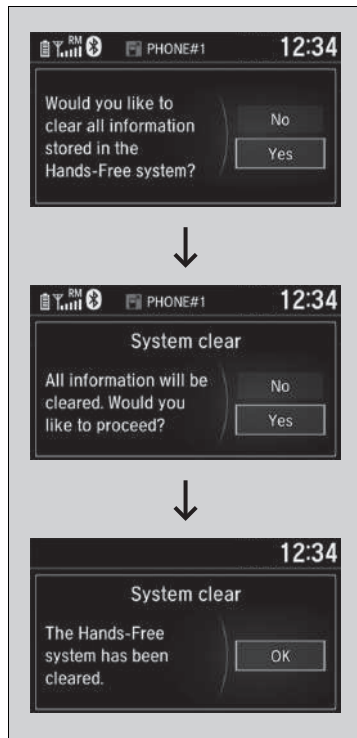 RM PHONE#1 12:34
Would you like to
clear all information
stored in the
Hands-Free system?
No
Yes
RM PHONE#1 12:34
System clear
All information will be
cleared. Would you
like to proceed?
No
Yes
12:34
System clear
The Hands-Free
system has been
cleared.
OK